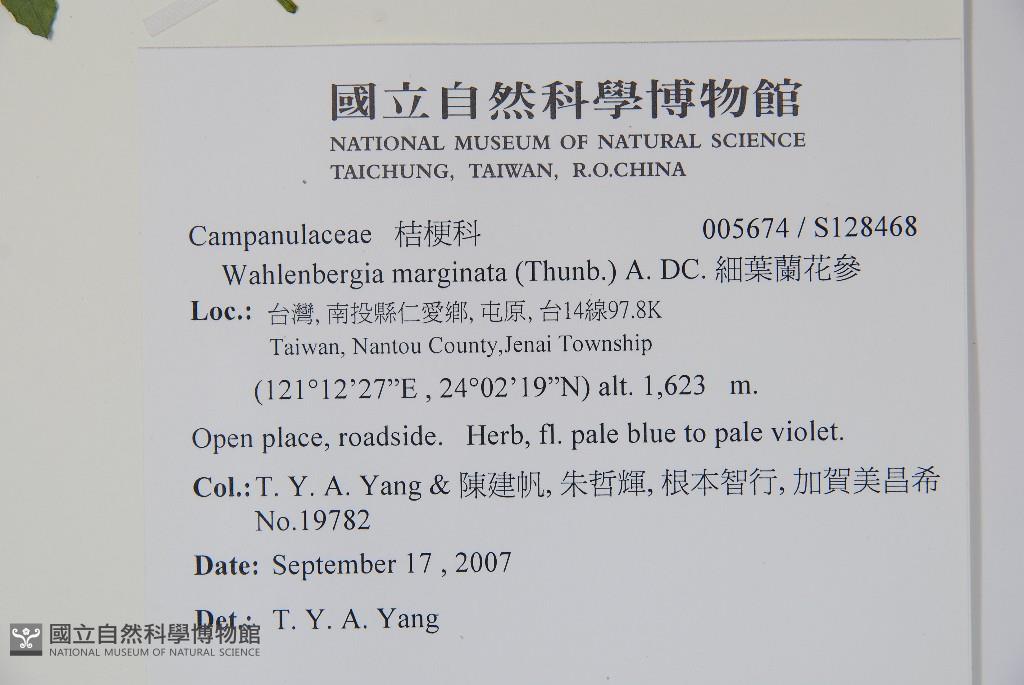 國立自然科學博物館
NATIONAL MUSEUM OF NATURAL SCIENCE
TAICHUNG, TAIWAN, R.O.CHINA
Campanulaceae 桔梗科 005674 / S128468
Wahlenbergia marginata (Thunb.) A. DC. 細葉蘭花參
Loc.: 台灣, 南投縣仁愛鄉, 屯原, 台14線97.8K
Taiwan, Nantou County,Jenai Township
(121°12’27”E , 24°02’19”N) alt. 1,623 m.
Open place, roadside. Herb, fl. pale blue to pale violet.
Col.: T. Y. A. Yang & 陳建帆, 朱哲輝, 根本智行, 加賀美昌希
No.19782
Date: September 17 , 2007
Det.: T. Y. A. Yang
國立自然科學博物館
NATIONAL MUSEUM OF NATURAL SCIENCE